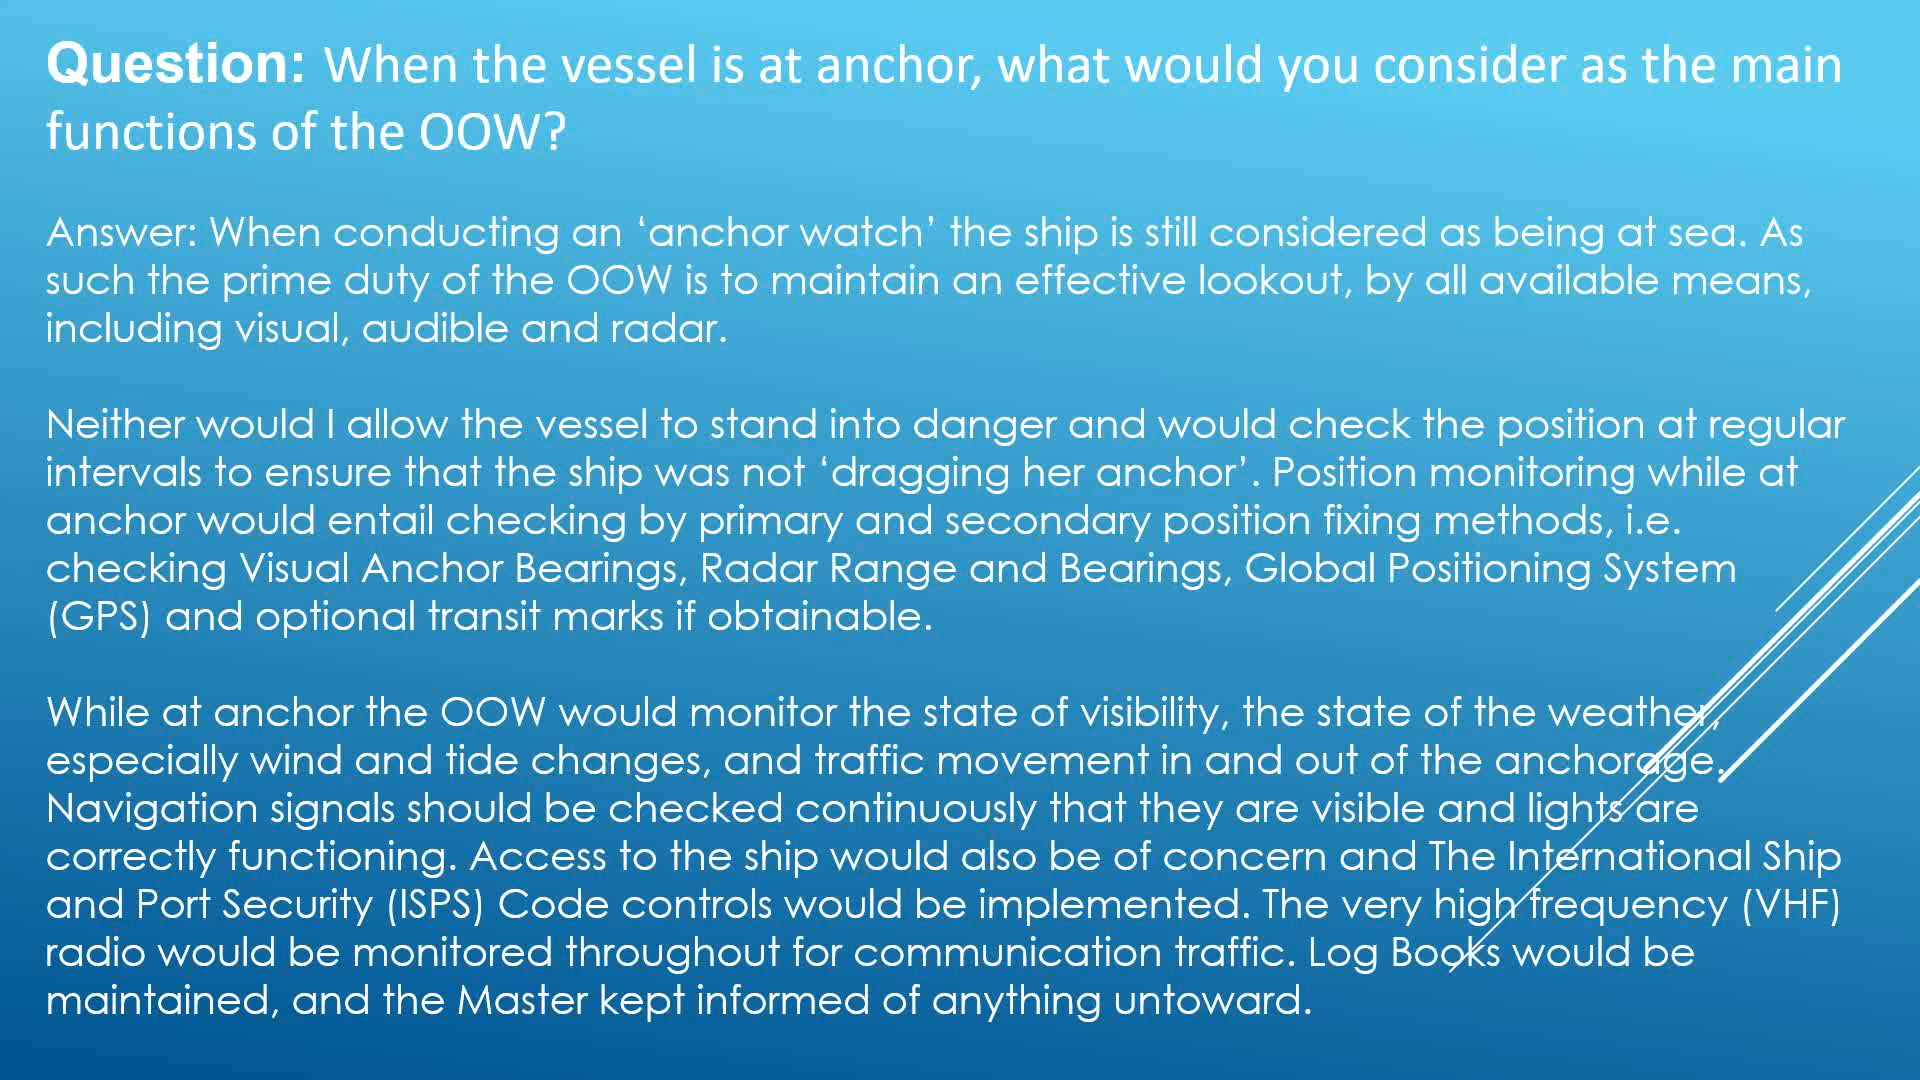 Question: When the vessel is at anchor, what would you consider as the main
functions of the OOW?
Answer: When conducting an ‘anchor watch’ the ship is still considered as being at sea. As
such the prime duty of the OOW is to maintain an effective lookout, by all available means,
including visual, audible and radar.
Neither would I allow the vessel to stand into danger and would check the position at regular
intervals to ensure that the ship was not ‘dragging her anchor’. Position monitoring while at
anchor would entail checking by primary and secondary position fixing methods, i.e.
checking Visual Anchor Bearings, Radar Range and Bearings, Global Positioning System
(GPS) and optional transit marks if obtainable.
While at anchor the OOW would monitor the state of visibility, the state of the weather,
especially wind and tide changes, and traffic movement in and out of the anchorage.
Navigation signals should be checked continuously that they are visible and lights are
correctly functioning. Access to the ship would also be of concern and The International Ship
and Port Security (ISPS) Code controls would be implemented. The very high frequency (VHF)
radio would be monitored throughout for communication traffic. Log Books would be
maintained, and the Master kept informed of anything untoward.